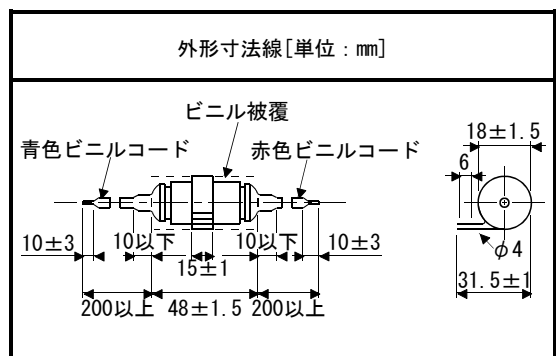 外形寸法線[単位：mm]
ビニル被覆
青色ビニルコード
赤色ビニルコード
18±1.5
6
10±3
10以下
10以下
10±3
15±1
φ4
31.5±1
200以上
48±1.5
200以上